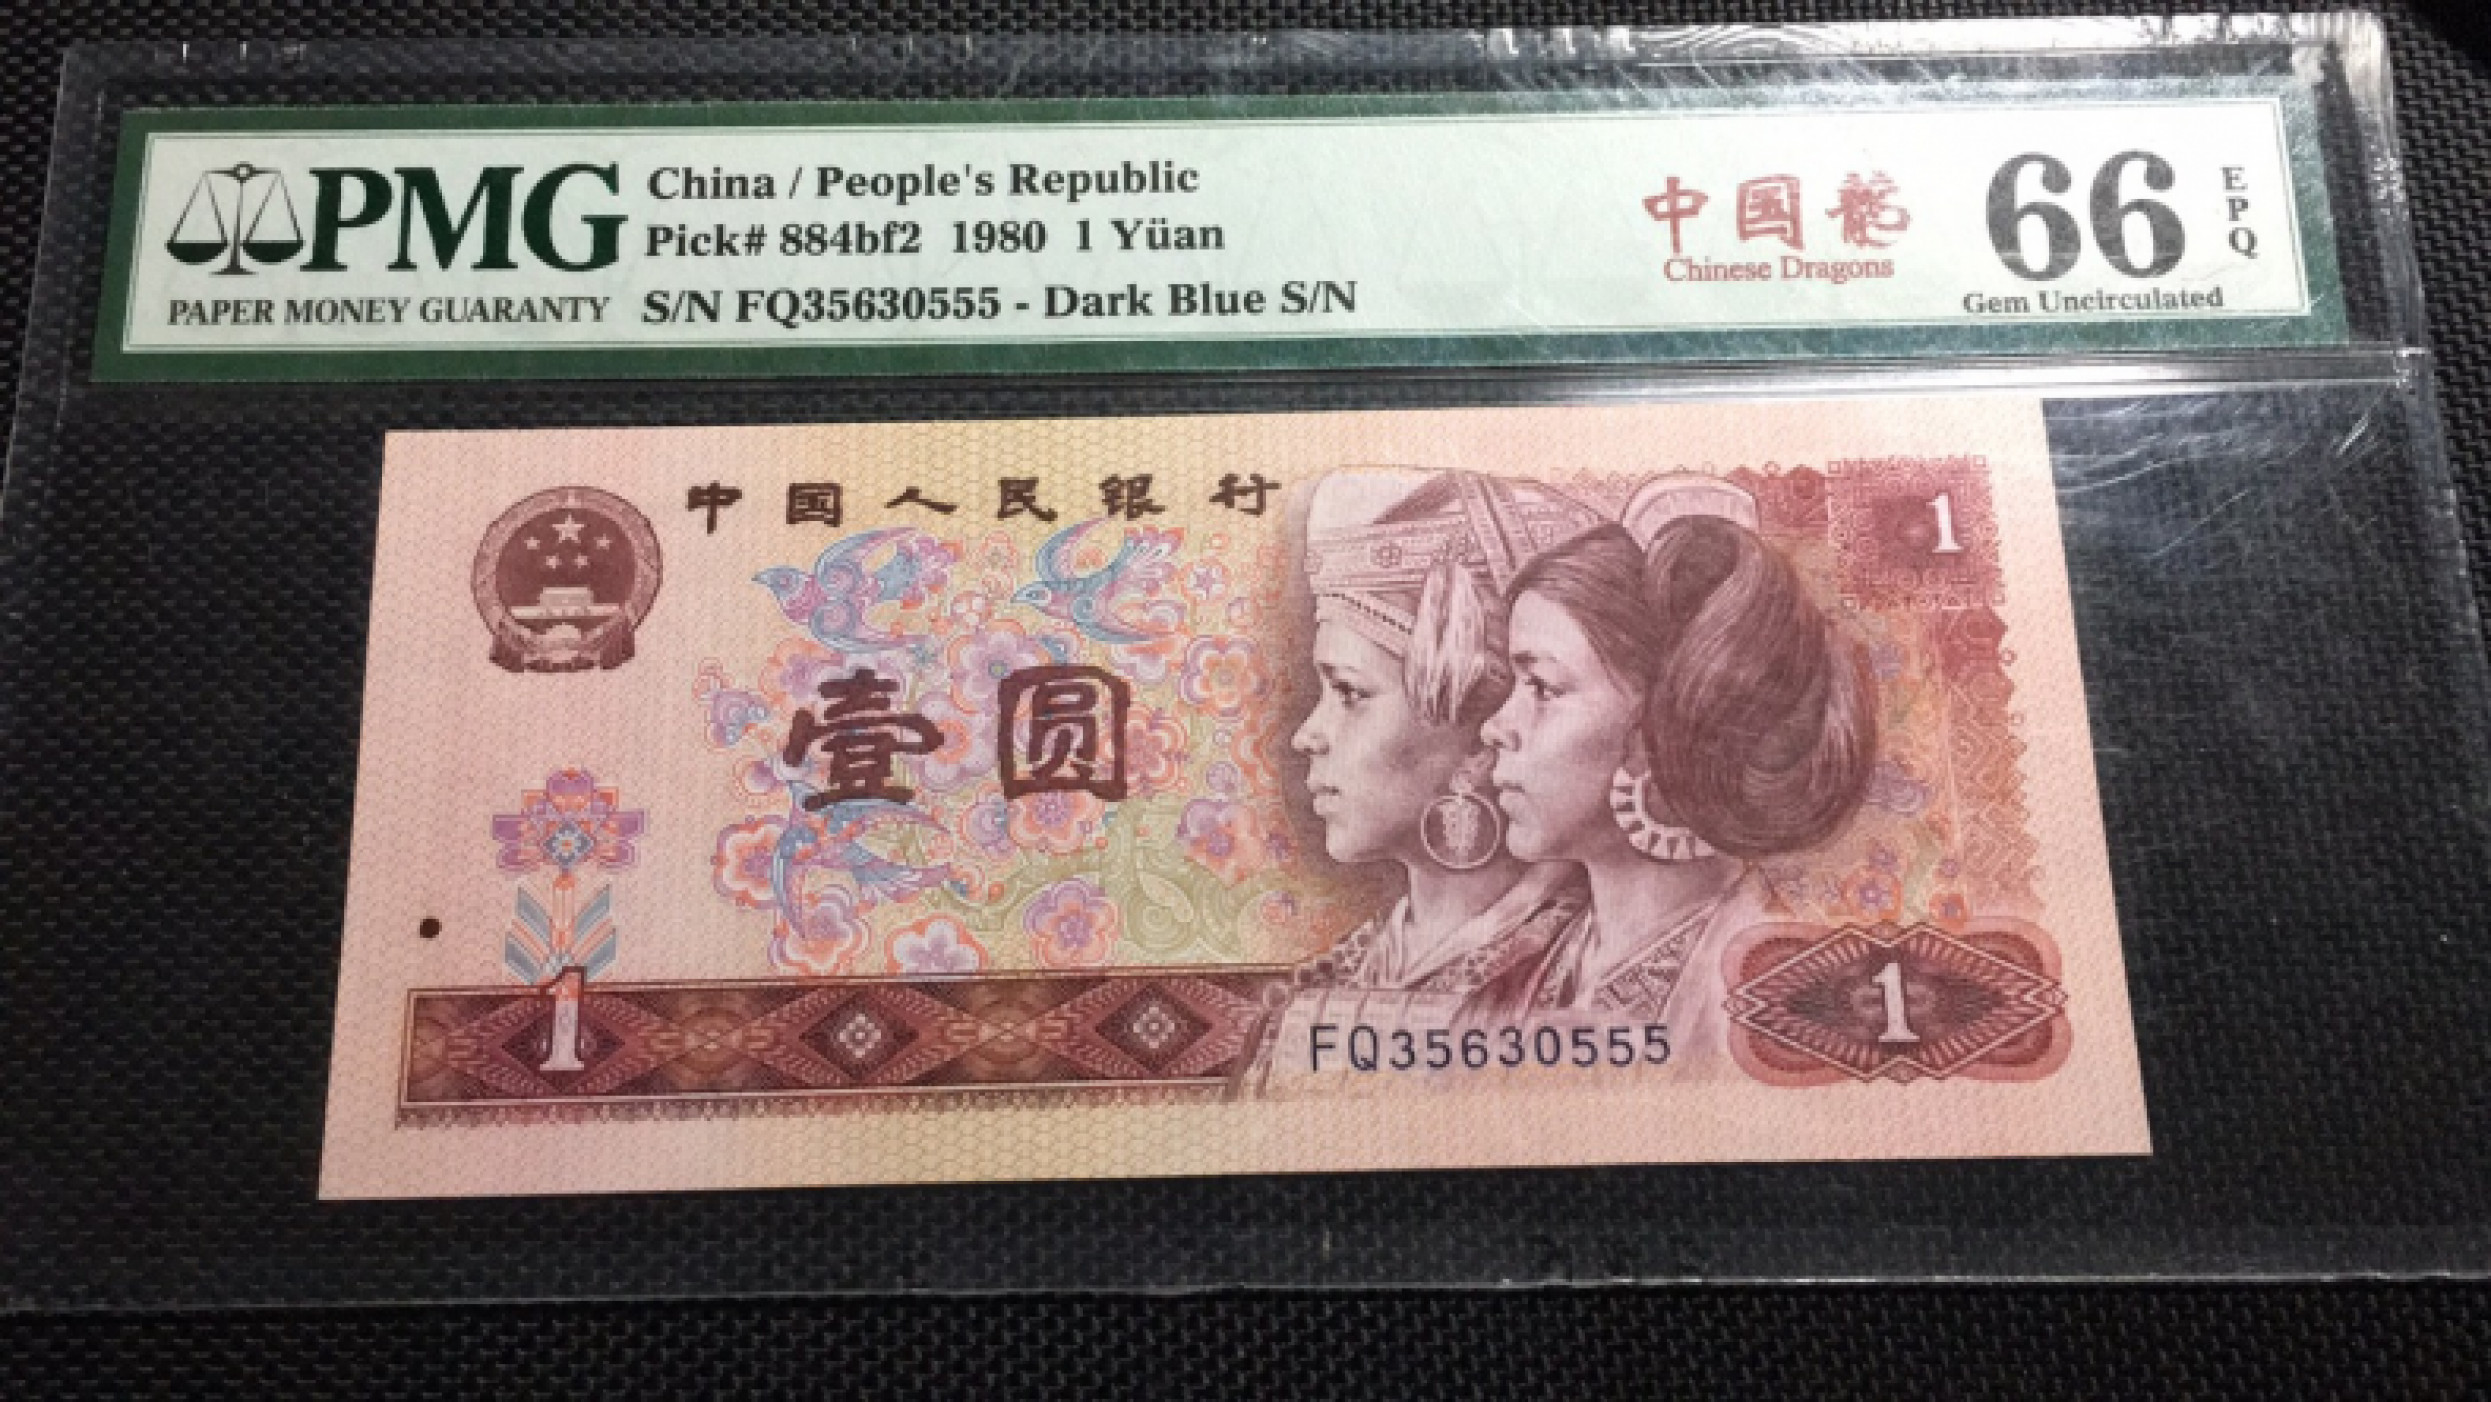 PMG
PAPER MONEY GUARANTY
China / People's Republic
Pick# 884bf2 1980 1 Yüan
S/N FQ35630555 - Dark Blue S/N
中国龍
Chinese Dragons
66
EPQ
Gem Uncirculated
中国人民银行
1
壹圆
1
FQ35630555
1